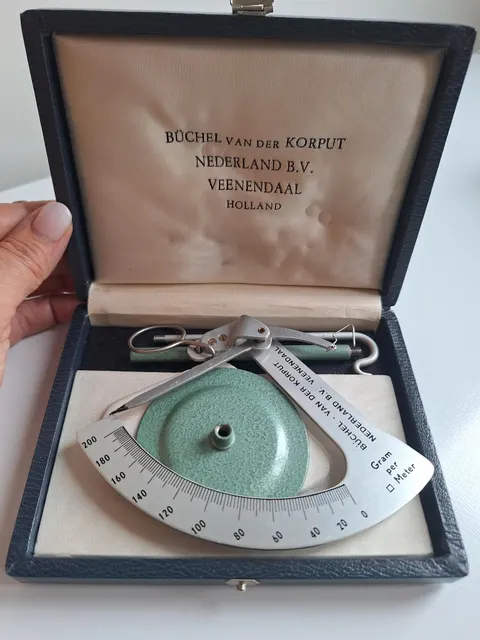 BÜCHEL VAN DER KORPUT
NEDERLAND B.V.
VEENENDAAL
HOLLAND
BÜCHEL - VAN DER KORPUT
NEDERLAND B.V. - VEENENDAAL
Gram
per
□ Meter
200
180
160
140
120
100
80
60
40
20
0